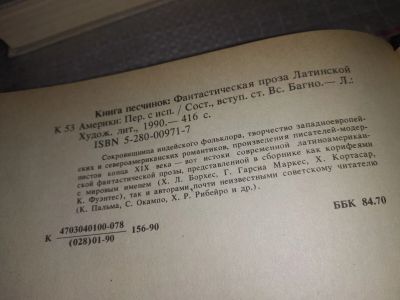 Книга песчинок: Фантастическая проза Латинской
К 53 Америки: Пер. с исп. / Сост., вступ. ст. Вс. Багно.— Л.:
Худож. лит., 1990.— 416 с.
ISBN 5-280-00971-7
Сокровищница индейского фольклора, творчество западноевропей-
ских и североамериканских романтиков, произведения писателей-модер-
нистов конца XIX века — вот истоки современной латиноамерикан-
ской фантастической прозы, представленной в сборнике как корифеями
с мировым именем (Х. Л. Борхес, Г. Гарсиа Маркес, Х. Кортасар,
К. Фуэнтес), так и авторами, почти неизвестными советскому читателю
(К. Пальма, С. Окампо, Х. Р. Рибейро и др.).
К 4703040100-078
(028)01-90
156-90
ББК 84.70